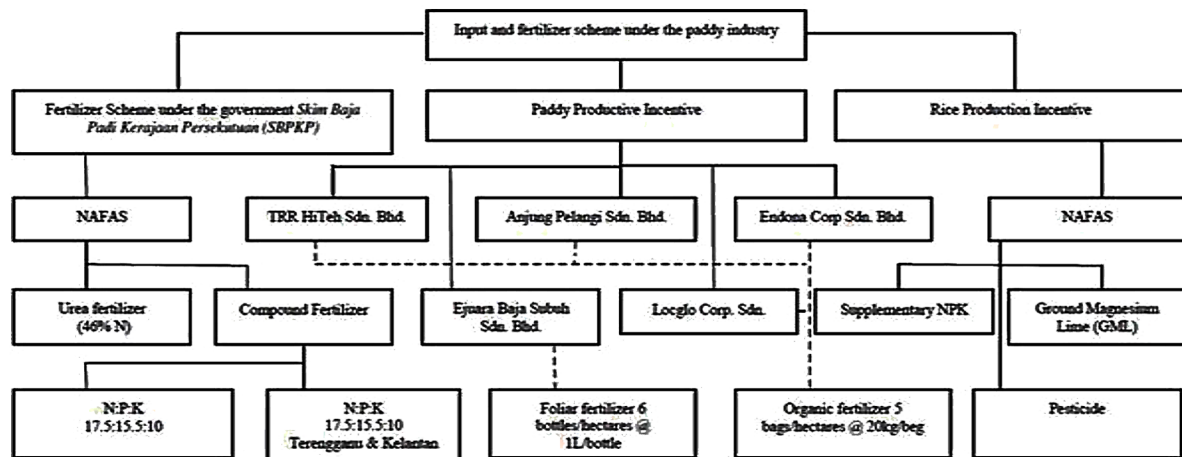 Input and fertilizer scheme under the paddy industry
Fertilizer Scheme under the government Skim Baja
Padi Kerajaan Persekutuan (SBPKP)
Paddy Productive Incentive
Rice Production Incentive
NAFAS
TRR HiTeh Sdn. Bhd.
Anjung Pelangi Sdn. Bhd.
Endona Corp Sdn. Bhd.
NAFAS
Urea fertilizer
(46% N)
Compound Fertilizer
Ejuara Baja Subuh
Sdn. Bhd.
Locglo Corp. Sdn.
Supplementary NPK
Ground Magnesium
Lime (GML)
N:P:K
17.5:15.5:10
N:P:K
17.5:15.5:10
Terengganu & Kelantan
Foliar fertilizer 6
bottles/hectares @
1L/bottle
Organic fertilizer 5
bags/hectares @ 20kg/beg
Pesticide